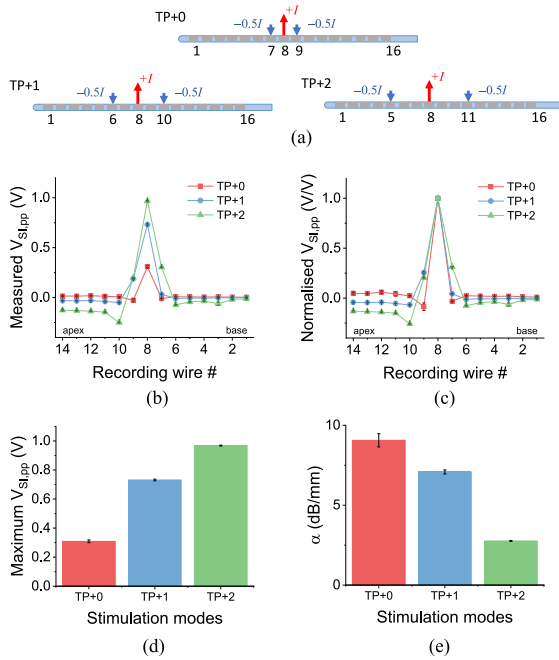 TP+0
−0.5I +I −0.5I
1 7 8 9 16
TP+1
−0.5I +I −0.5I
1 6 8 10 16
TP+2
−0.5I +I −0.5I
1 5 8 11 16
(a)
Measured V_SI,pp (V)
1.0
0.5
0.0
TP+0
TP+1
TP+2
apex base
14 12 10 8 6 4 2
Recording wire #
(b)
Normalised V_SI,pp (V/V)
1.0
0.5
0.0
TP+0
TP+1
TP+2
apex base
14 12 10 8 6 4 2
Recording wire #
(c)
Maximum V_SI,pp (V)
1.0
0.8
0.6
0.4
0.2
0.0
TP+0 TP+1 TP+2
Stimulation modes
(d)
α (dB/mm)
10
5
0
TP+0 TP+1 TP+2
Stimulation modes
(e)